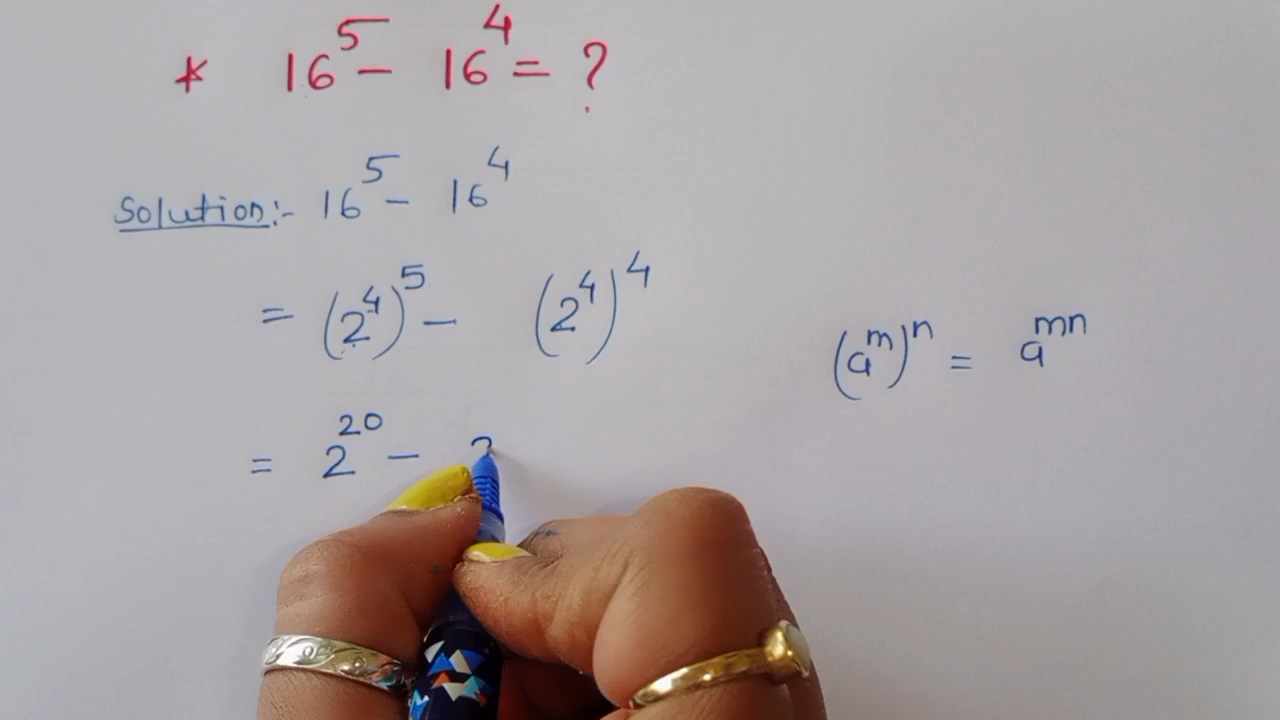 * 16⁵ - 16⁴ = ?
Solution:- 16⁵ - 16⁴
= (2⁴)⁵ - (2⁴)⁴
(aᵐ)ⁿ = aᵐⁿ
= 2²⁰ -